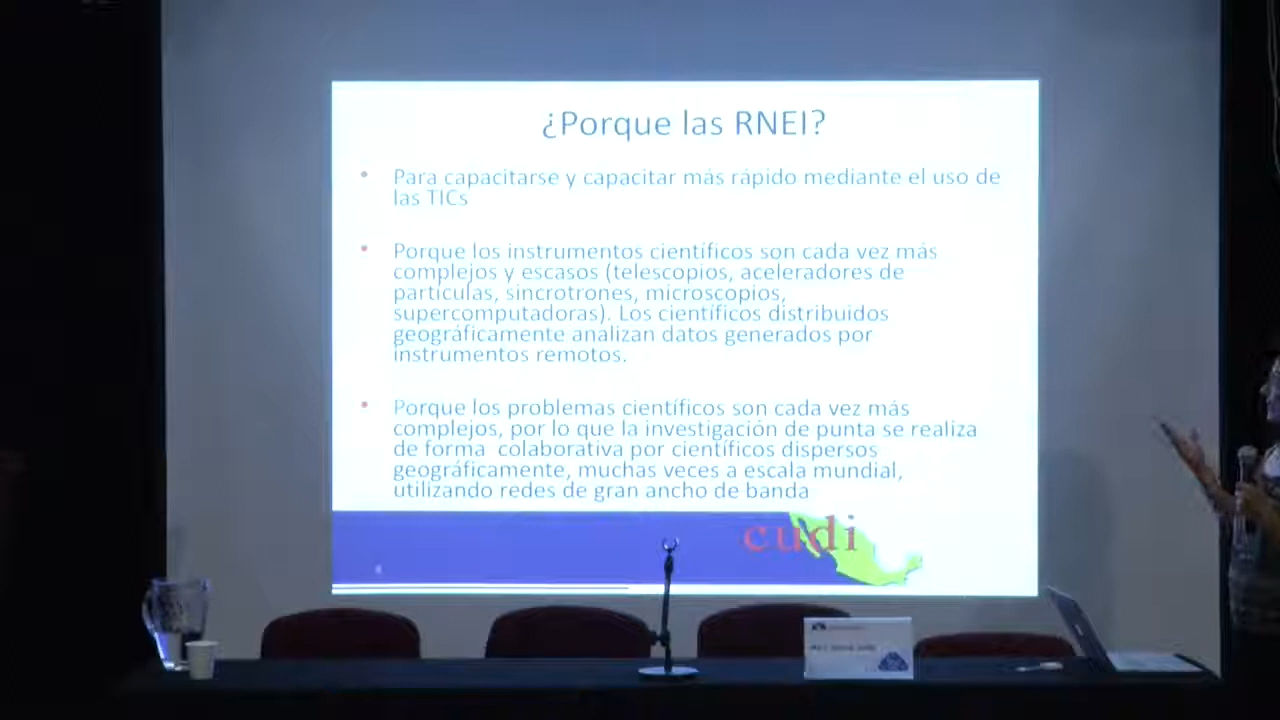 ¿Porque las RNEI?
• Para capacitarse y capacitar más rápido mediante el uso de
las TICs
• Porque los instrumentos científicos son cada vez más
complejos y escasos (telescopios, aceleradores de
partículas, sincrotrones, microscopios,
supercomputadoras). Los científicos distribuidos
geográficamente analizan datos generados por
instrumentos remotos.
• Porque los problemas científicos son cada vez más
complejos, por lo que la investigación de punta se realiza
de forma colaborativa por científicos dispersos
geográficamente, muchas veces a escala mundial,
utilizando redes de gran ancho de banda
cudi